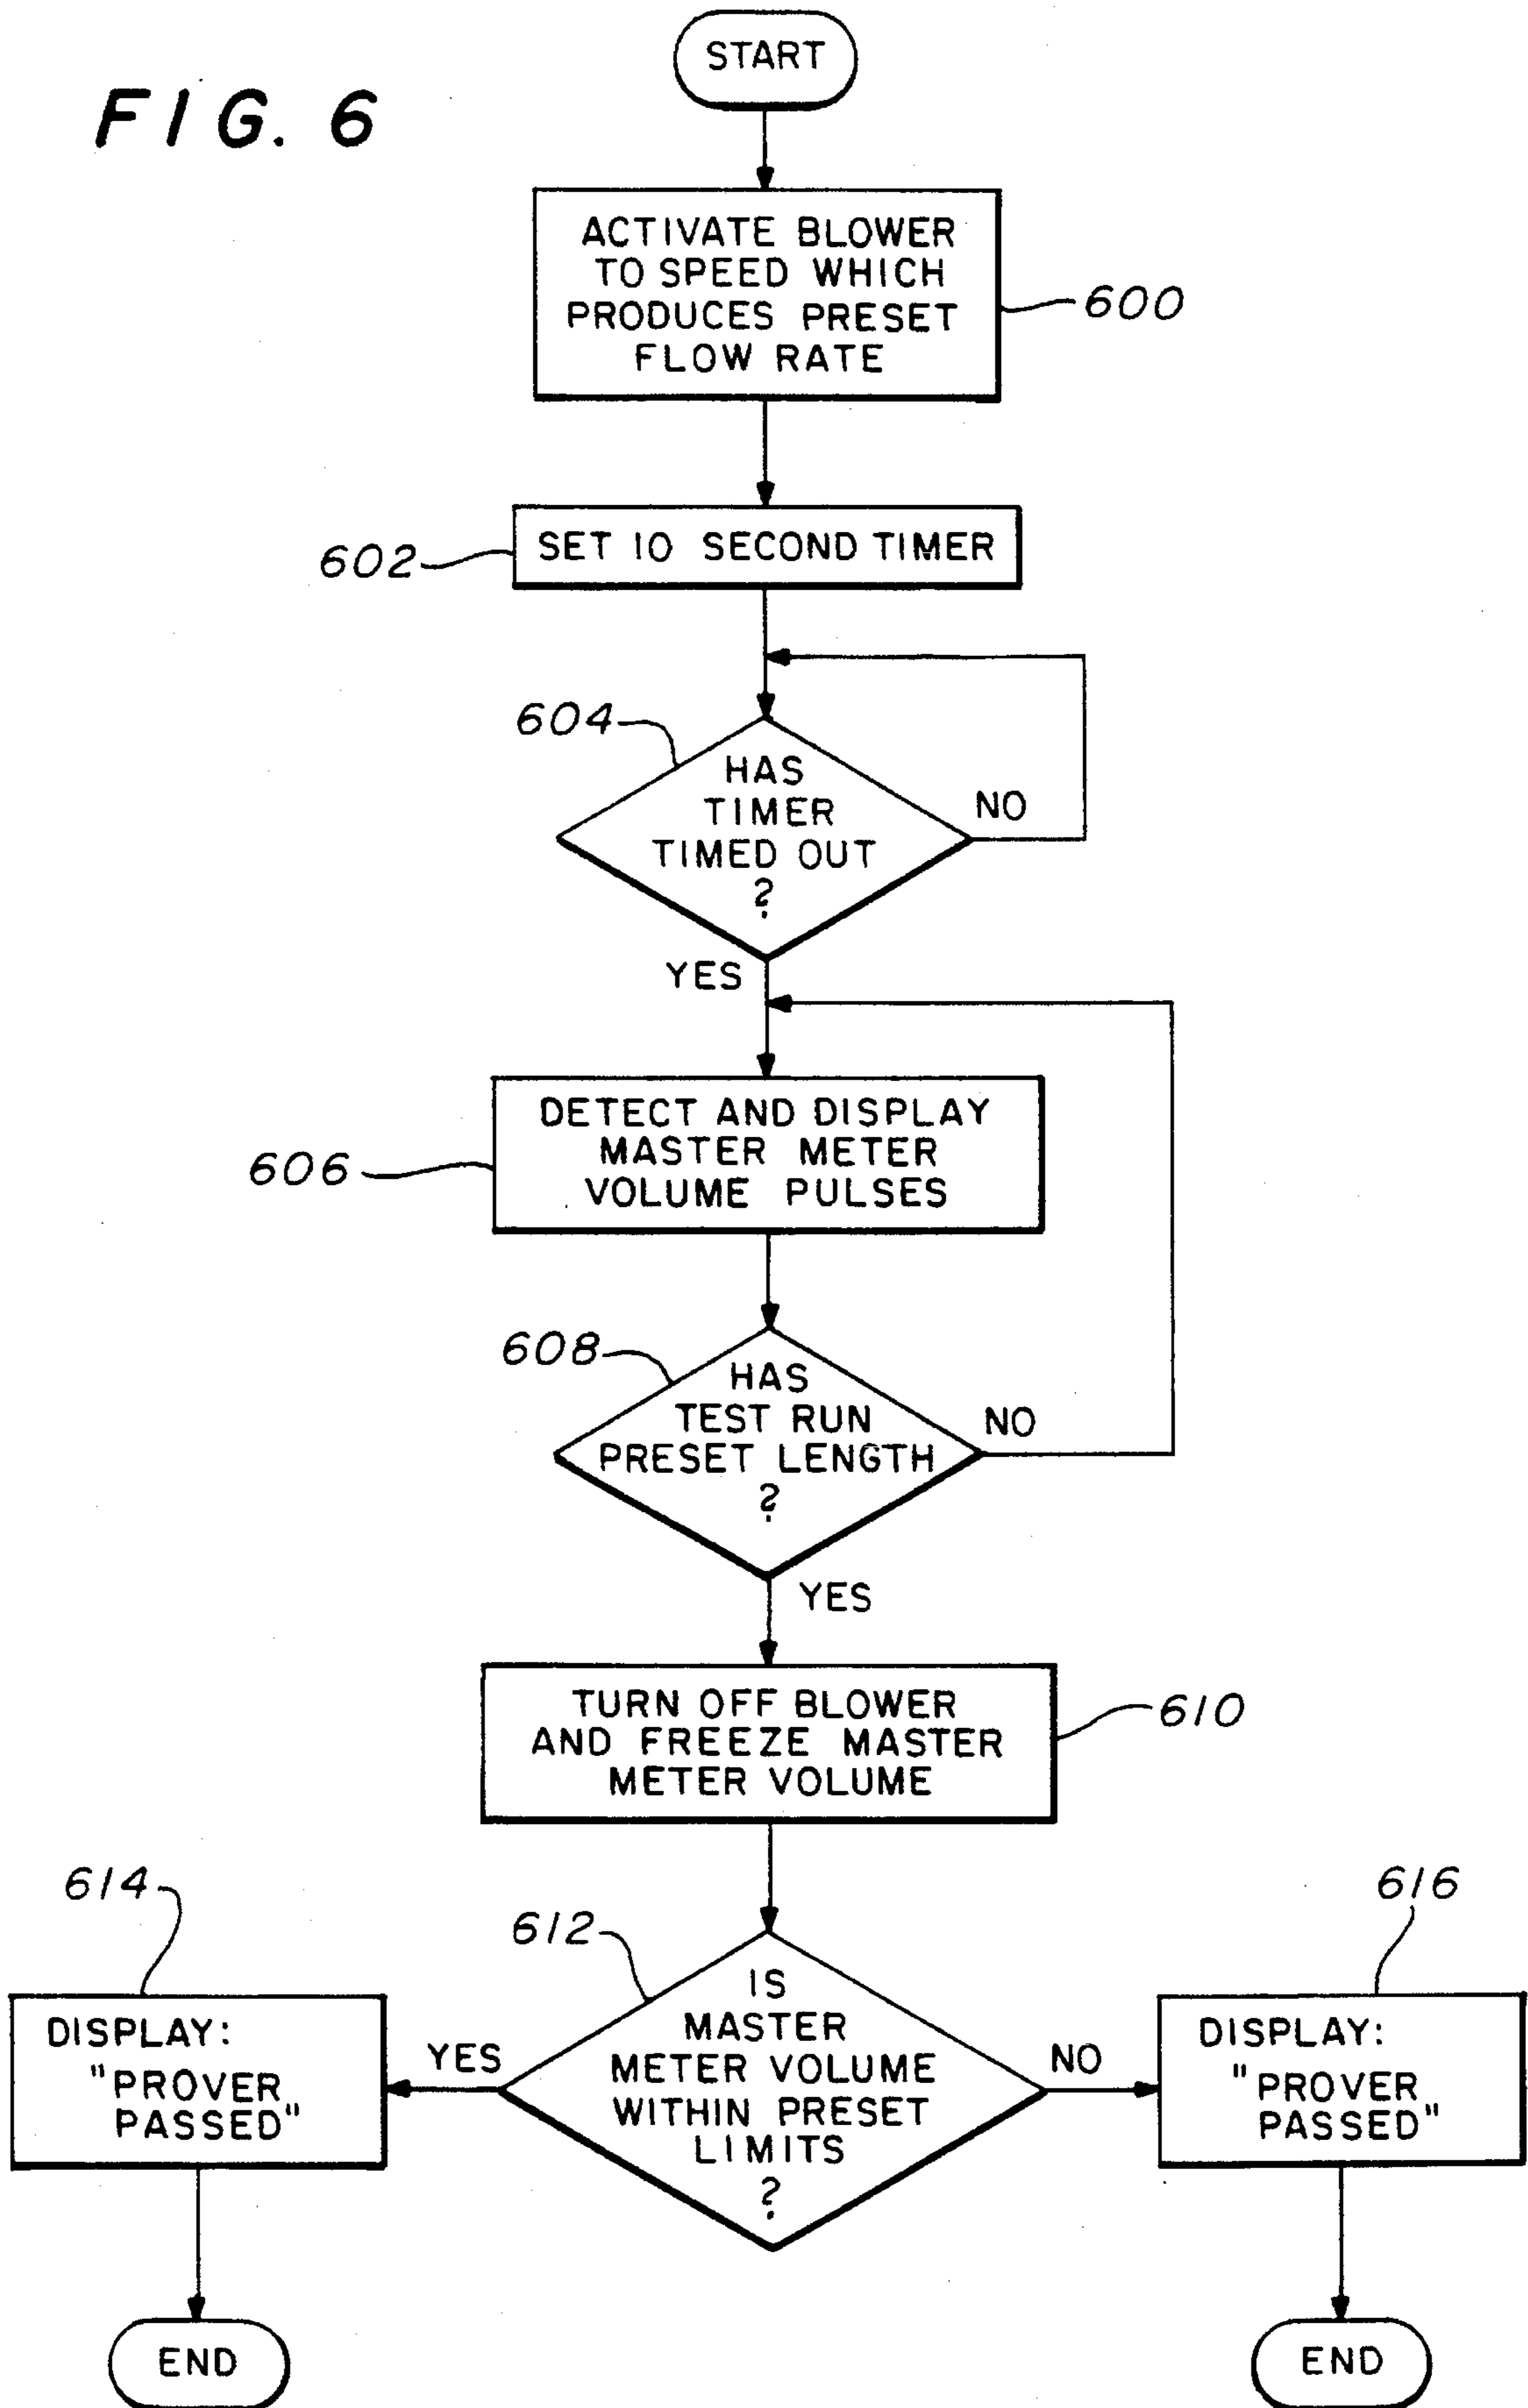 FIG. 6
START
ACTIVATE BLOWER
TO SPEED WHICH
PRODUCES PRESET
FLOW RATE
600
SET 10 SECOND TIMER
602
604
HAS
TIMER
TIMED OUT
?
NO
YES
DETECT AND DISPLAY
MASTER METER
VOLUME PULSES
606
608
HAS
TEST RUN
PRESET LENGTH
?
NO
YES
TURN OFF BLOWER
AND FREEZE MASTER
METER VOLUME
610
612
IS
MASTER
METER VOLUME
WITHIN PRESET
LIMITS
?
YES
NO
614
DISPLAY:
"PROVER
PASSED"
END
616
DISPLAY:
"PROVER
PASSED"
END